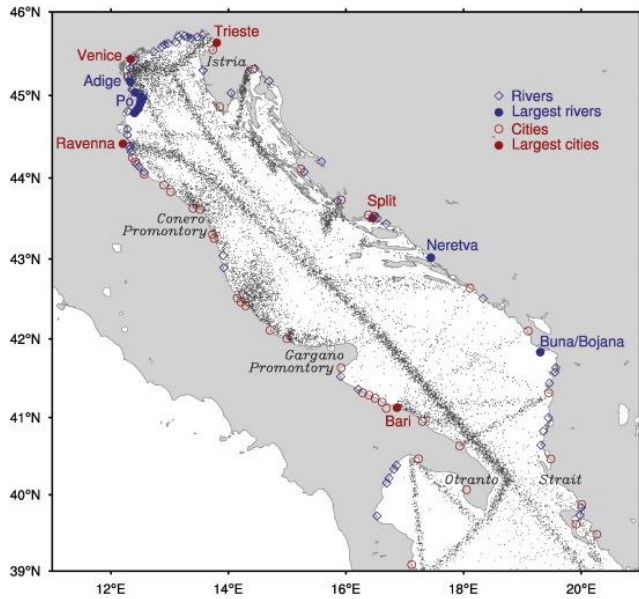 46°N
45°N
44°N
43°N
42°N
41°N
40°N
39°N
12°E
14°E
16°E
18°E
20°E
Trieste
Venice
Istria
Adige
Po
Rivers
Largest rivers
Cities
Largest cities
Ravenna
Split
Conero
Promontory
Neretva
Buna/Bojana
Gargano
Promontory
Bari
Otranto
Strait